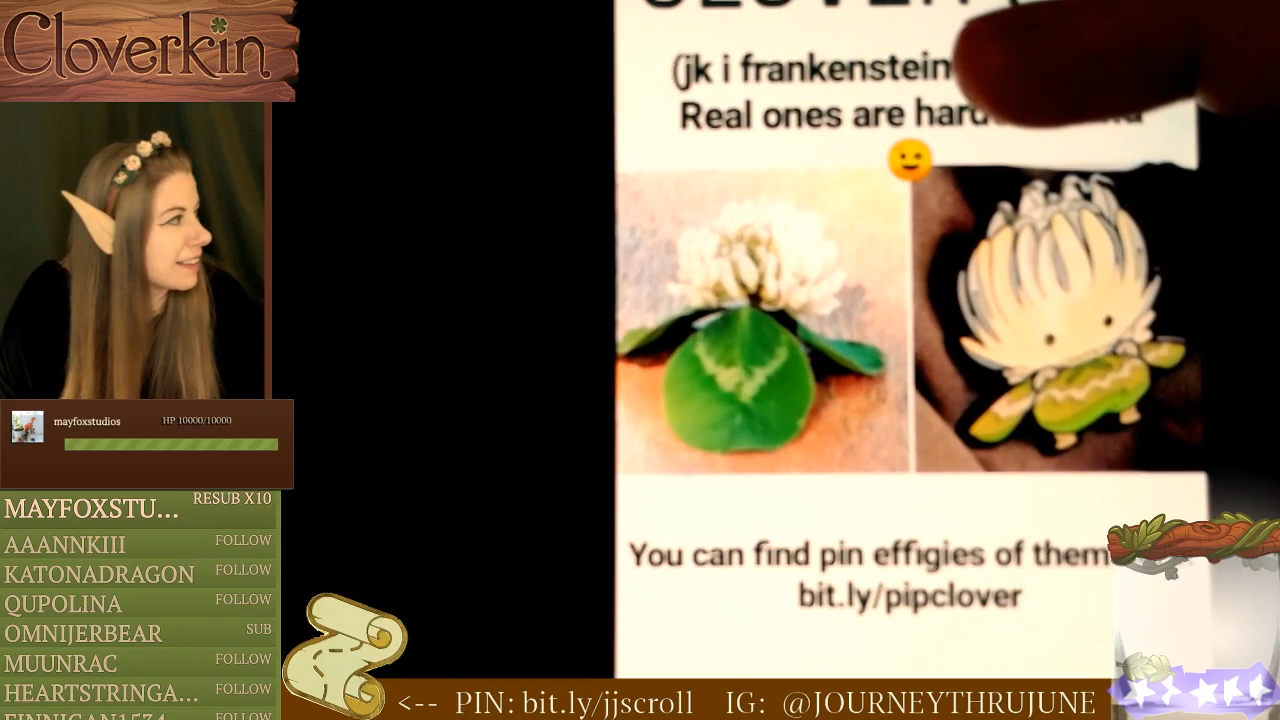 Cloverkin
(jk i frankenstein
Real ones are hard
You can find pin effigies of them
bit.ly/pipclover
mayfoxstudios HP 10000/10000
MAYFOXSTU... RESUB X10
AAANNKIII FOLLOW
KATONADRAGON FOLLOW
QUPOLINA FOLLOW
OMNIJERBEAR SUB
MUUNRAC FOLLOW
HEARTSTRINGA... FOLLOW
<-- PIN: bit.ly/jjscroll IG: @JOURNEYTHRUJUNE